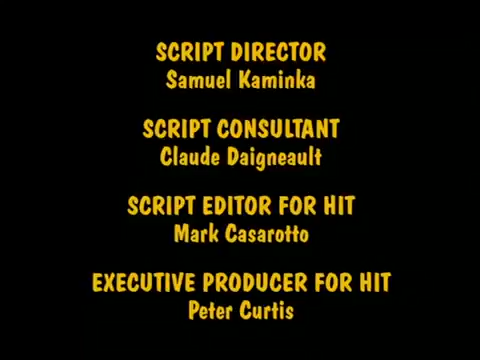 SCRIPT DIRECTOR
Samuel Kaminka
SCRIPT CONSULTANT
Claude Daigneault
SCRIPT EDITOR FOR HIT
Mark Casarotto
EXECUTIVE PRODUCER FOR HIT
Peter Curtis